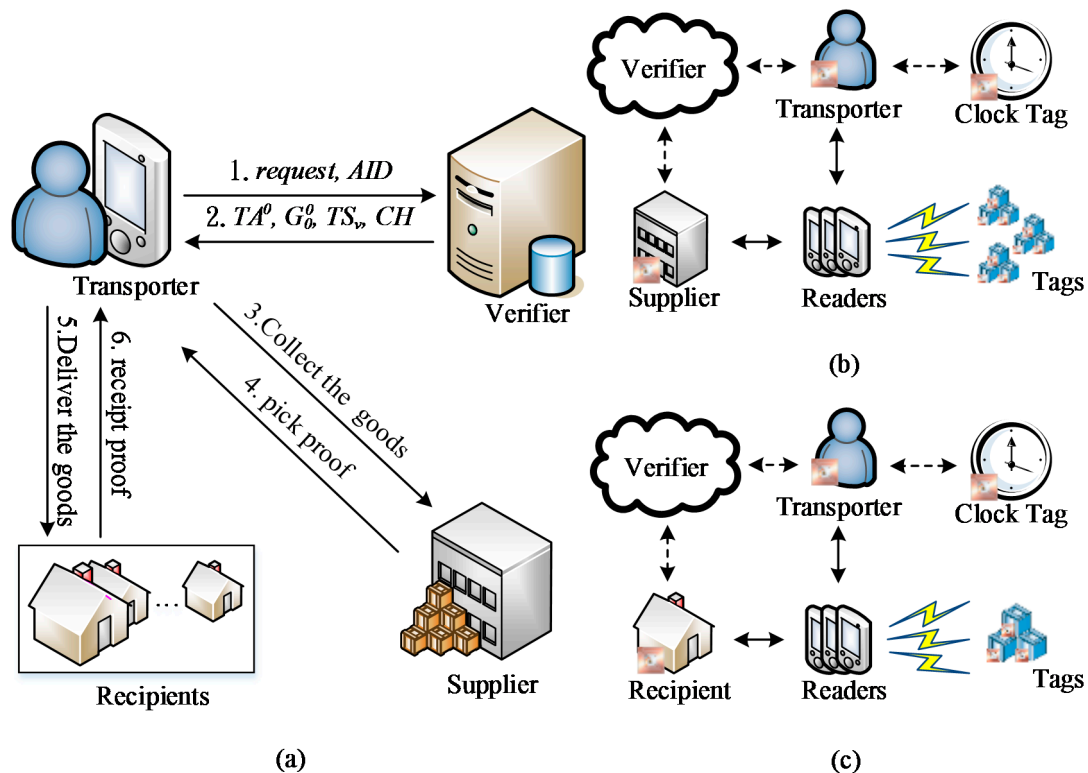 1. request, AID
2. TA⁰, G₀⁰, TSᵥ, CH
Transporter
Verifier
3.Collect the goods
4. pick proof
5.Deliver the goods
6. receipt proof
...
Recipients
Supplier
(a)
Verifier
Transporter
Clock Tag
Supplier
Readers
Tags
(b)
Verifier
Transporter
Clock Tag
Recipient
Readers
Tags
(c)